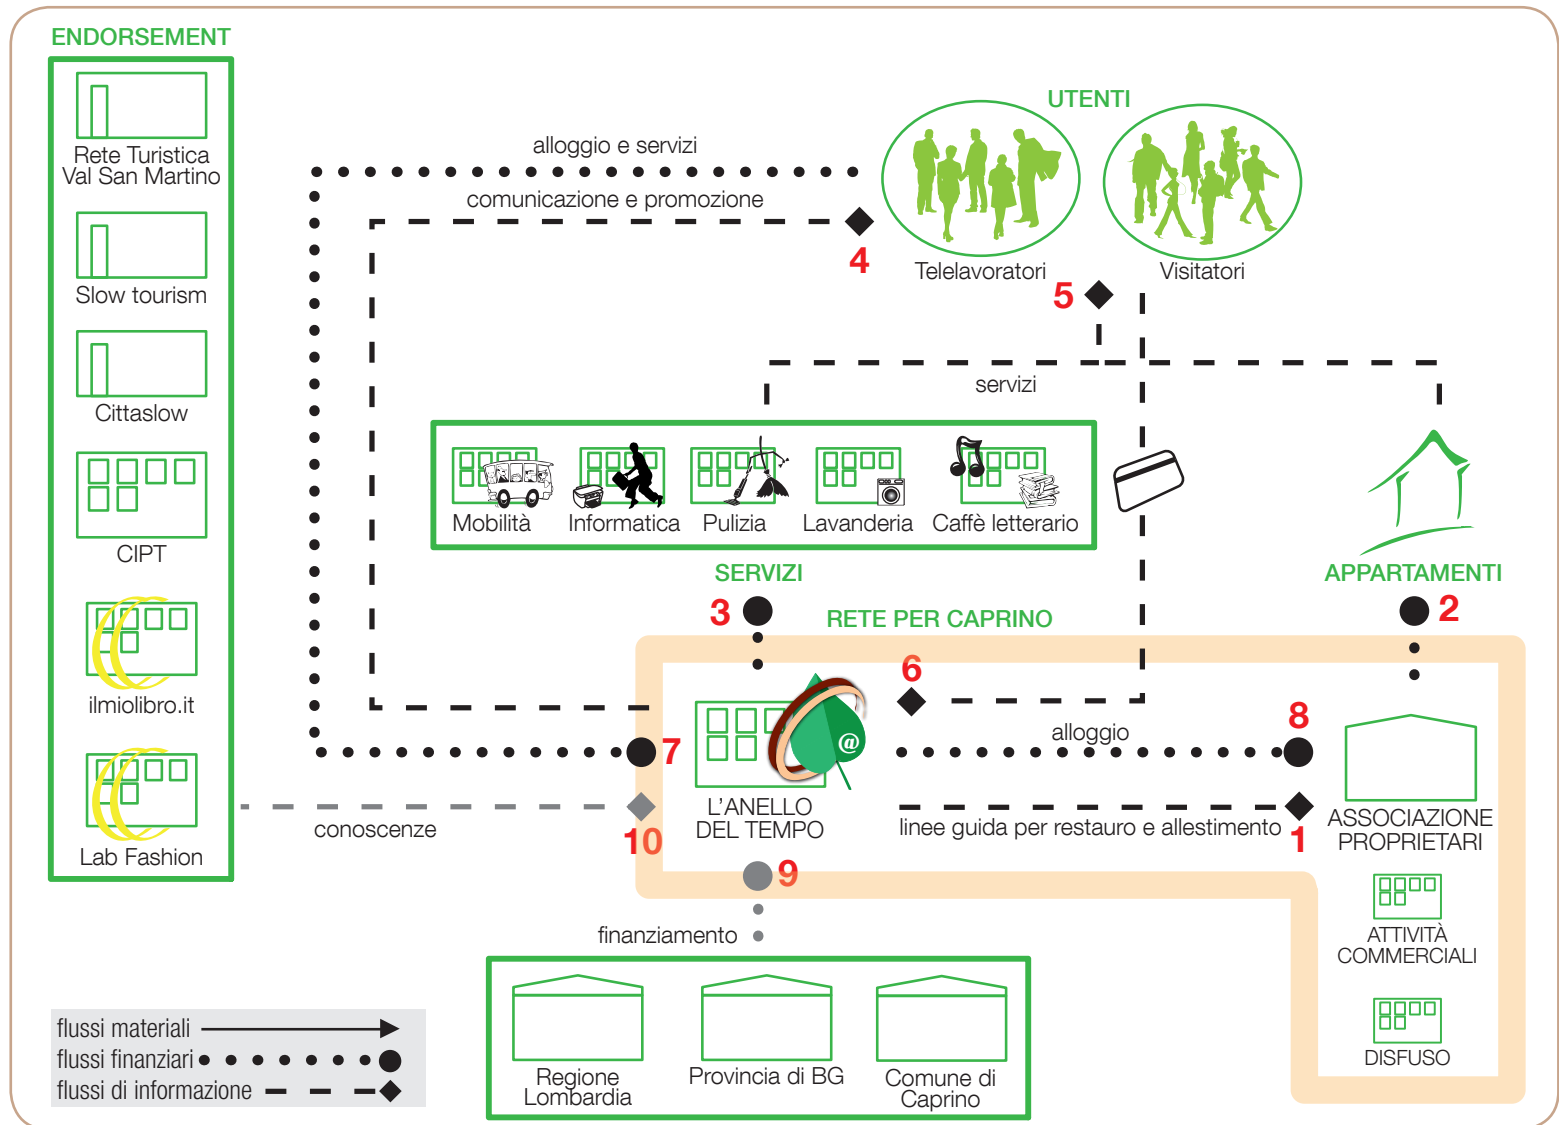 ENDORSEMENT
Rete Turistica
Val San Martino
Slow tourism
Cittaslow
CIPT
ilmiolibro.it
Lab Fashion
UTENTI
alloggio e servizi
comunicazione e promozione
4
Telelavoratori
Visitatori
5
servizi
Mobilità
Informatica
Pulizia
Lavanderia
Caffè letterario
SERVIZI
APPARTAMENTI
3
2
RETE PER CAPRINO
6
@
7
alloggio
8
L'ANELLO
DEL TEMPO
conoscenze
10
linee guida per restauro e allestimento
1
ASSOCIAZIONE
PROPRIETARI
9
finanziamento
ATTIVITÀ
COMMERCIALI
DISFUSO
Regione
Lombardia
Provincia di BG
Comune di
Caprino
flussi materiali
flussi finanziari
flussi di informazione